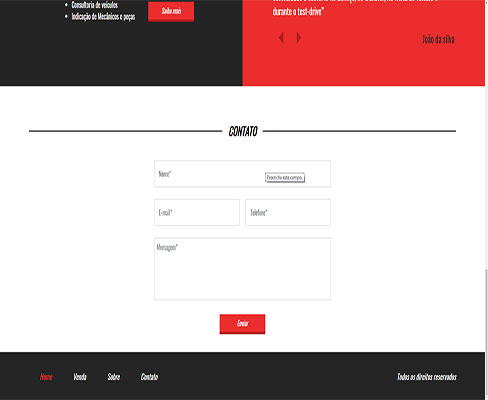 Consultoria de veículos
Indicação de Mecânicos e peças
Saiba mais
durante o test-drive"
João da silva
CONTATO
Nome*
Preencha este campo.
E-mail*
Telefone*
Mensagem*
Enviar
Home
Venda
Sobre
Contato
Todos os direitos reservados